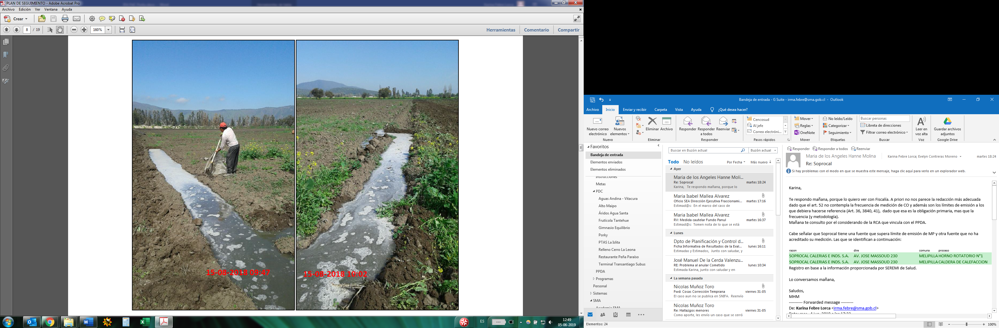 PLAN DE SEGUIMIENTO - Adobe Acrobat Pro
Archivo Edición Ver Ventana Ayuda
Crear
8 / 19
160%
Herramientas Comentario Compartir
15-08-2018 09:47
15-08-2018 10:02
ES
12:49
05-06-2019
Bandeja de entrada - G Suite - irma.febre@sma.gob.cl - Outlook
Archivo Inicio Enviar y recibir Carpeta Vista Ayuda ¿Qué desea hacer?
Nuevo correo electrónico
Nuevos elementos
Nuevo
Eliminar Archivo
Eliminar
Responder
Responder a todos
Reenviar
Responder
Cencosud
Al jefe
Correo electróni...
Pasos rápidos
Mover
Reglas
OneNote
Mover
No leído/Leído
Categorizar
Seguimiento
Etiquetas
Buscar personas
Libreta de direcciones
Filtrar correo electrónico
Buscar
Leer en voz alta
Voz
Guardar archivos adjuntos
Google Drive
Favoritos
Bandeja de entrada
Elementos enviados
Elementos eliminados
Instrucciones
Metas
PDC
Aguas Andina - Vitacura
Alto Maipo
Áridos Agua Santa
Frutícola Tantehue
Gimnasio Equilibrio
Porky
PTAS La Islita
Relleno Cerro La Leona
Restaurante Peña Paraíso
Terminal Transantiago Subus
PPDA
Programas
Personal
Sistemas
SMA
Academia SMA
Buscar en Buzón actual Buzón actual
Todo No leídos Por Fecha Más nuevo
Ayer
Maria de los Angeles Hanne Moli...
Re: Soprocal martes 18:24
Karina, Te respondo mañana, porque lo
Maria Isabel Mallea Alvarez
Oficio SEA Dirección Ejecutiva Fraccionami... martes 17:16
Estimad@s: En el marco del caso de
Maria Isabel Mallea Alvarez
RV: Medida cautelar Fundo Panul martes 16:37
Estimad@s: Tomen nota de lo que se está
Lunes
Dpto de Planificación y Control d...
Ficha Informativa de Resultados de la Eval... lunes 16:11
Estimadas y Estimados, Junto con saludar, y
José Manuel De la Cerda Valenzu...
RE: Problema al anular Cometido lunes 10:34
Estimada Karina, junto con saludar y en
La semana pasada
Nicolas Muñoz Toro
Fwd: Cosas Corrección Temprana viernes 31-05
El caso aun no se publica en SNIFA. Reenvío
Nicolas Muñoz Toro
Re: Hallazgos menores viernes 31-05
Como aporte, les envío un caso que se cerró
Responder Responder a todos Reenviar
Maria de los Angeles Hanne Molina Karina Febre Lorca; Evelyn Contreras Moreno martes 18:24
Re: Soprocal
Si hay problemas con el modo en que se muestra este mensaje, haga clic aquí para verlo en un explorador web.
Karina,
Te respondo mañana, porque lo quiero ver con Fiscalía. A priori no nos parece la redacción más adecuada
dado que el art. 52 no contempla la frecuencia de medición de CO y además son los límites de emisión a los
que debiera hacerse referencia (Art. 36, 3840, 41), dado que esa es la obligación primaria, mas que la
frecuencia (y metodología).
Mañana te consulto por el considerando de la RCA que vincula con el PPDA.
Cabe señalar que Soprocal tiene una fuente que supera límite de emisión de MP y otra fuente que no ha
acreditado su medición. Las que se identifican a continuación:
razon dire comuna proceso
SOPROCAL CALERIAS E INDS. S.A. AV. JOSE MASSOUD 230 MELIPILLA HORNO ROTATORIO N°1
SOPROCAL CALERIAS E INDS. S.A. AV. JOSE MASSOUD 230 MELIPILLA CALDERA DE CALEFACCION
Registro en base a la información proporcionada por SEREMI de Salud.
Lo conversamos mañana,
Saludos,
MHM
---------- Forwarded message ---------
De: Karina Febre Lorca <irma.febre@sma.gob.cl>
Elementos: 24
100%